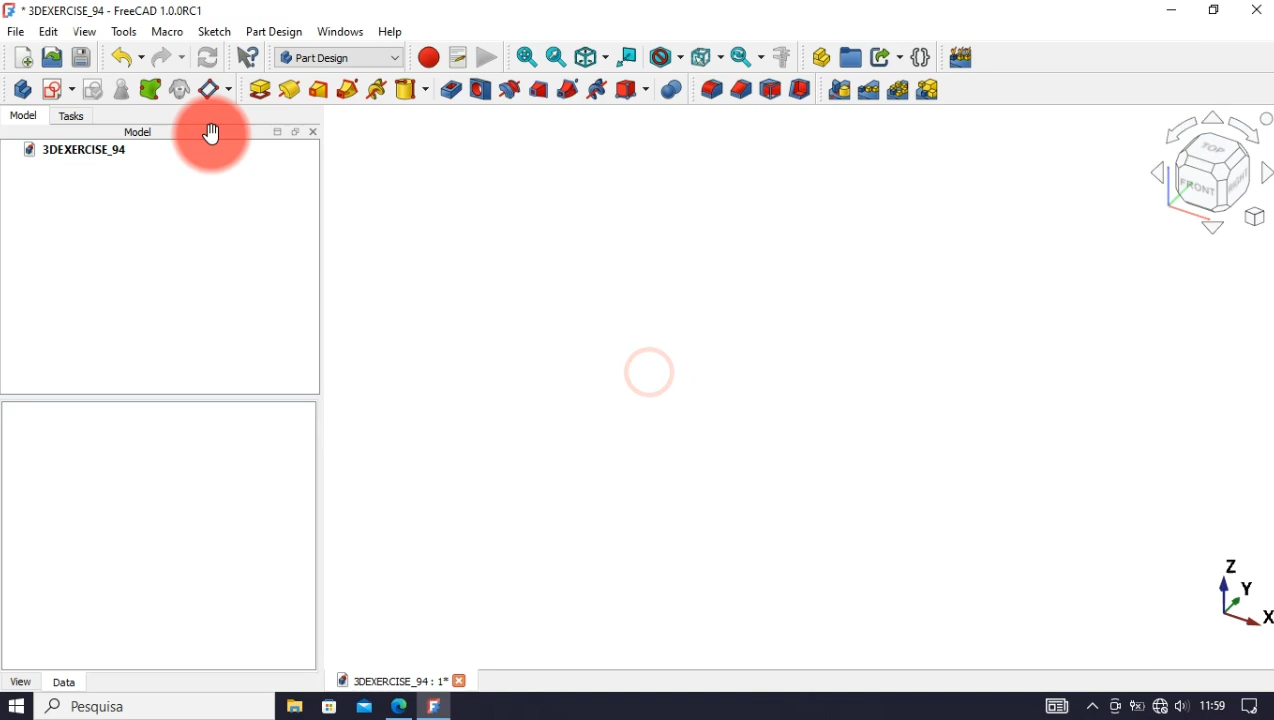 * 3DEXERCISE_94 - FreeCAD 1.0.0RC1
File Edit View Tools Macro Sketch Part Design Windows Help
Part Design
Model Tasks
Model
3DEXERCISE_94
TOP
FRONT
RIGHT
Z
Y
X
View Data
3DEXERCISE_94 : 1*
Pesquisa
11:59